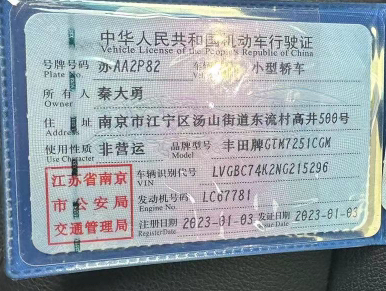 中华人民共和国机动车行驶证
Vehicle License of the People's Republic of China
号牌号码 苏AA2P82 小型轿车
Plate No.
所有人 秦大勇
Owner
住址 南京市江宁区汤山街道东流村高井500号
Address
使用性质 非营运 品牌型号 丰田牌GTM7251CGM
Use Character Model
江苏省南京 车辆识别代号 LVGBC74K2NG215296
VIN
市公安局 发动机号码 LC67781
Engine No.
交通管理局 注册日期 2023-01-03 发证日期 2023-01-03
Register Date Issue Date